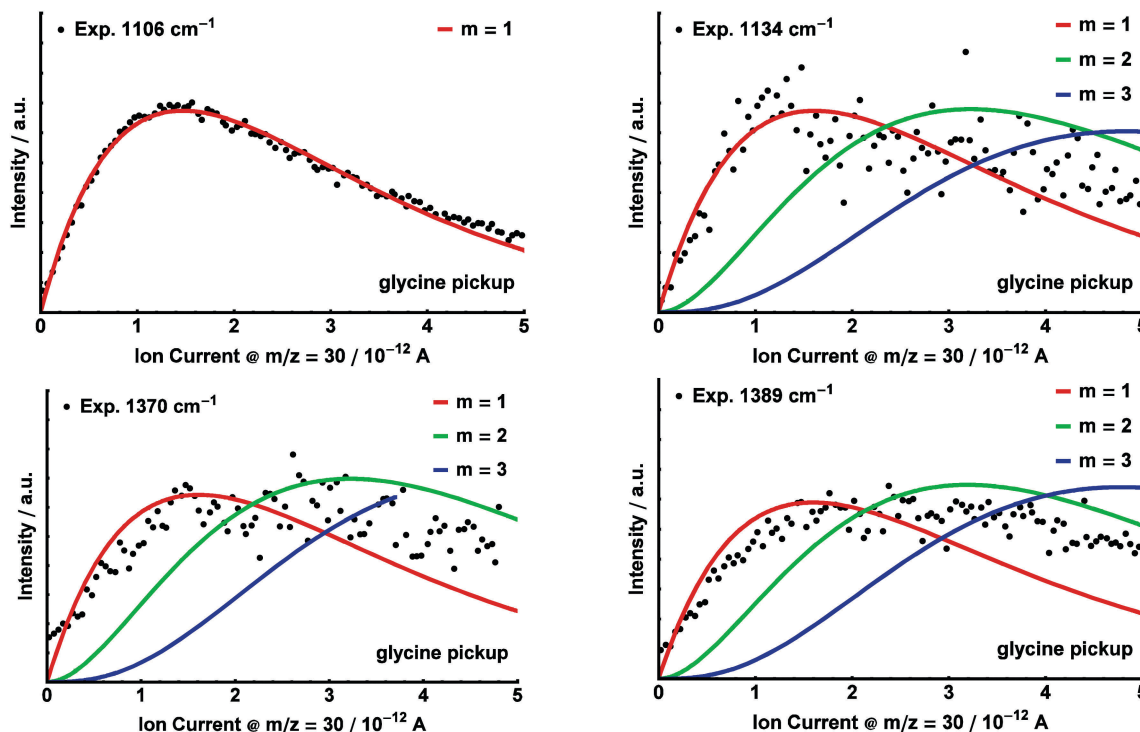 Exp. 1106 cm⁻¹
m = 1
Intensity / a.u.
glycine pickup
0 1 2 3 4 5
Ion Current @ m/z = 30 / 10⁻¹² A
Exp. 1134 cm⁻¹
m = 1
m = 2
m = 3
Intensity / a.u.
glycine pickup
0 1 2 3 4 5
Ion Current @ m/z = 30 / 10⁻¹² A
Exp. 1370 cm⁻¹
m = 1
m = 2
m = 3
Intensity / a.u.
glycine pickup
0 1 2 3 4 5
Ion Current @ m/z = 30 / 10⁻¹² A
Exp. 1389 cm⁻¹
m = 1
m = 2
m = 3
Intensity / a.u.
glycine pickup
0 1 2 3 4 5
Ion Current @ m/z = 30 / 10⁻¹² A